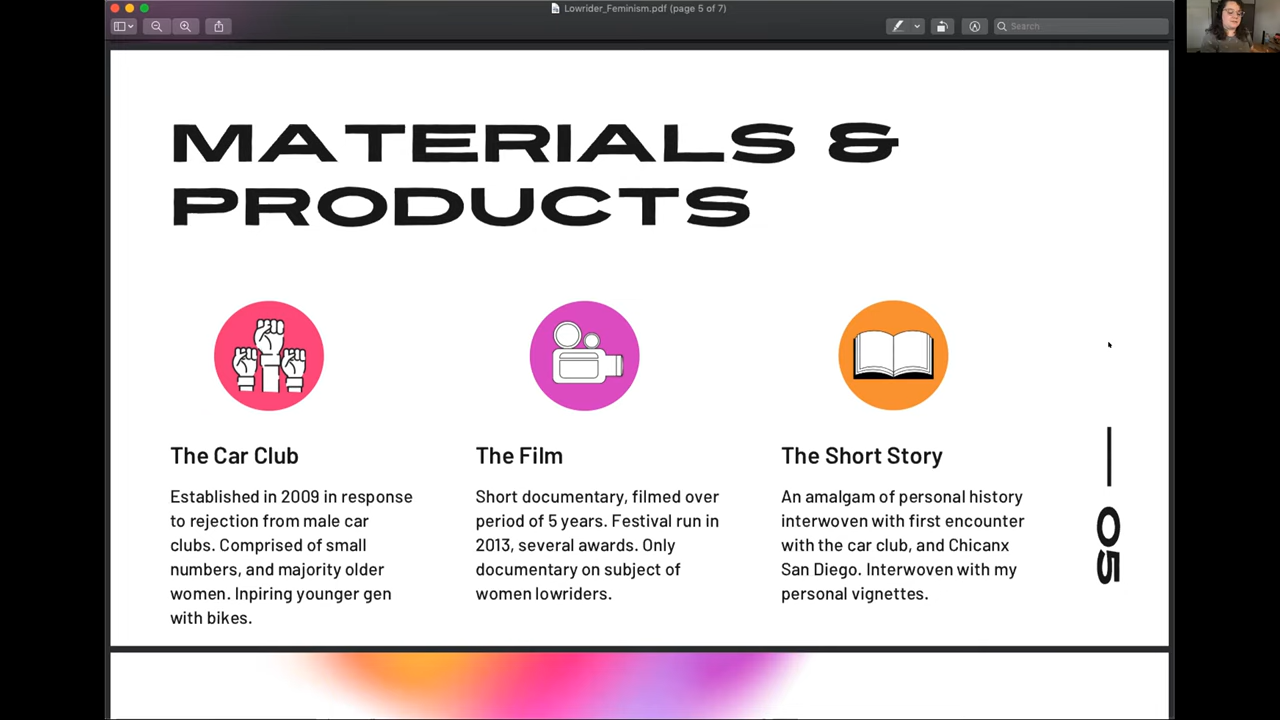 Lowrider_Feminism.pdf (page 5 of 7)
Search
MATERIALS &
PRODUCTS
The Car Club
Established in 2009 in response
to rejection from male car
clubs. Comprised of small
numbers, and majority older
women. Inpiring younger gen
with bikes.
The Film
Short documentary, filmed over
period of 5 years. Festival run in
2013, several awards. Only
documentary on subject of
women lowriders.
The Short Story
An amalgam of personal history
interwoven with first encounter
with the car club, and Chicanx
San Diego. Interwoven with my
personal vignettes.
05